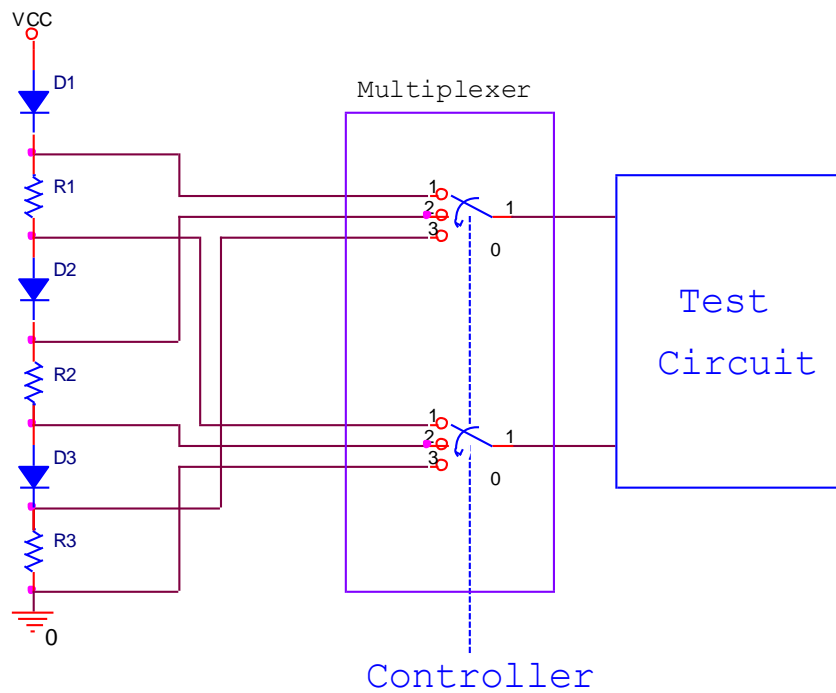 VCC
D1
R1
D2
R2
D3
R3
0
Multiplexer
1
2
3
1
0
1
2
3
1
0
Test
Circuit
Controller